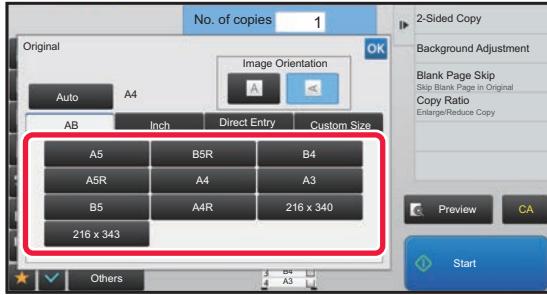 No. of copies 1
2-Sided Copy
Original
OK
Background Adjustment
Image Orientation
Blank Page Skip
Skip Blank Page in Original
Auto A4
A A
Copy Ratio
Enlarge/Reduce Copy
AB Inch Direct Entry Custom Size
A5 B5R B4
A5R A4 A3
B5 A4R 216 x 340
216 x 343
Preview CA
Start
Others
3 B4
4 A3